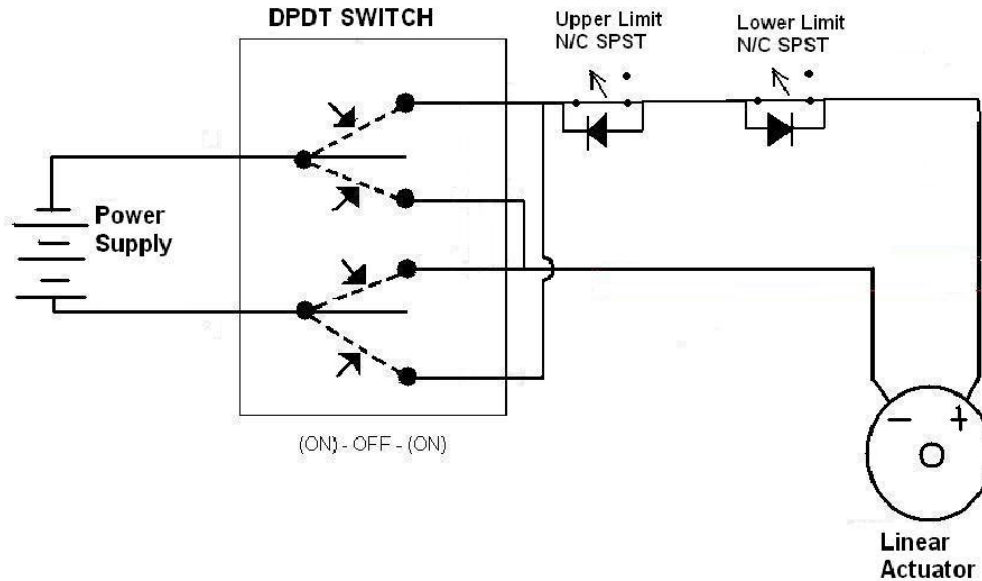 DPDT SWITCH
Upper Limit
N/C SPST
Lower Limit
N/C SPST
Power
Supply
(ON) - OFF - (ON)
— +
Linear
Actuator